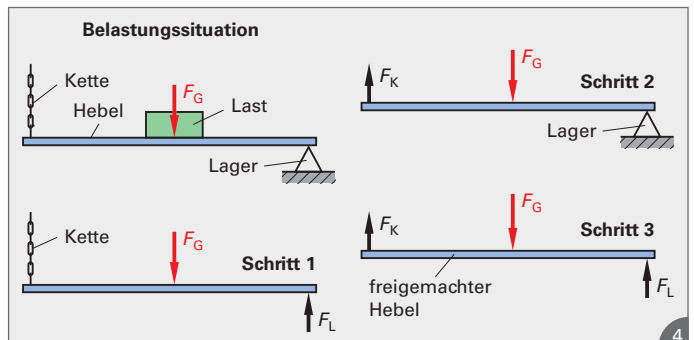 Belastungssituation
Kette
F_G
Hebel
Last
Lager
F_K
F_G
Schritt 2
Lager
Kette
F_G
Schritt 1
F_L
F_K
F_G
Schritt 3
freigemachter
Hebel
F_L
4